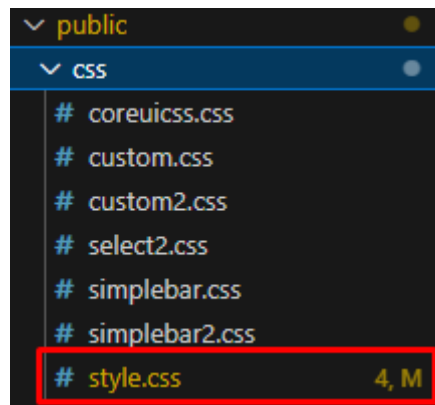 public
css
# coreuicss.css
# custom.css
# custom2.css
# select2.css
# simplebar.css
# simplebar2.css
# style.css 4, M